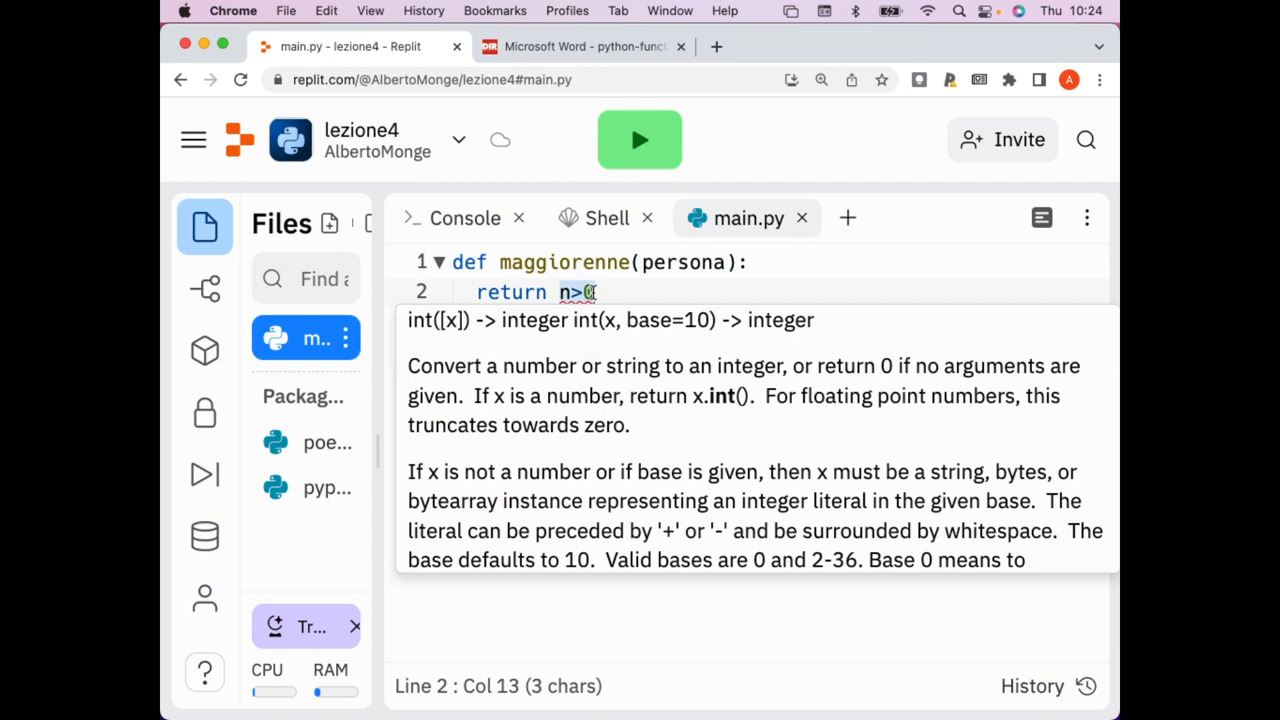 Chrome File Edit View History Bookmarks Profiles Tab Window Help Thu 10:24
main.py - lezione4 - Replit
DIR Microsoft Word - python-funct
replit.com/@AlbertoMonge/lezione4#main.py
A
lezione4
AlbertoMonge
Invite
Files
Console Shell main.py
Find a
1 def maggiorenne(persona):
2 return n>0
m..
int([x]) -> integer int(x, base=10) -> integer
Convert a number or string to an integer, or return 0 if no arguments are
given. If x is a number, return x.int(). For floating point numbers, this
truncates towards zero.
If x is not a number or if base is given, then x must be a string, bytes, or
bytearray instance representing an integer literal in the given base. The
literal can be preceded by '+' or '-' and be surrounded by whitespace. The
base defaults to 10. Valid bases are 0 and 2-36. Base 0 means to
Packag...
poe...
pyp...
Tr...
CPU RAM
?
Line 2 : Col 13 (3 chars)
History